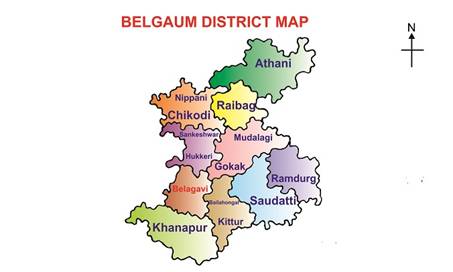 BELGAUM DISTRICT MAP
N
Athani
Nippani
Raibag
Chikodi
Sankeshwar
Mudalagi
Hukkeri
Gokak
Ramdurg
Belagavi
Bailahongal
Saudatti
Kittur
Khanapur